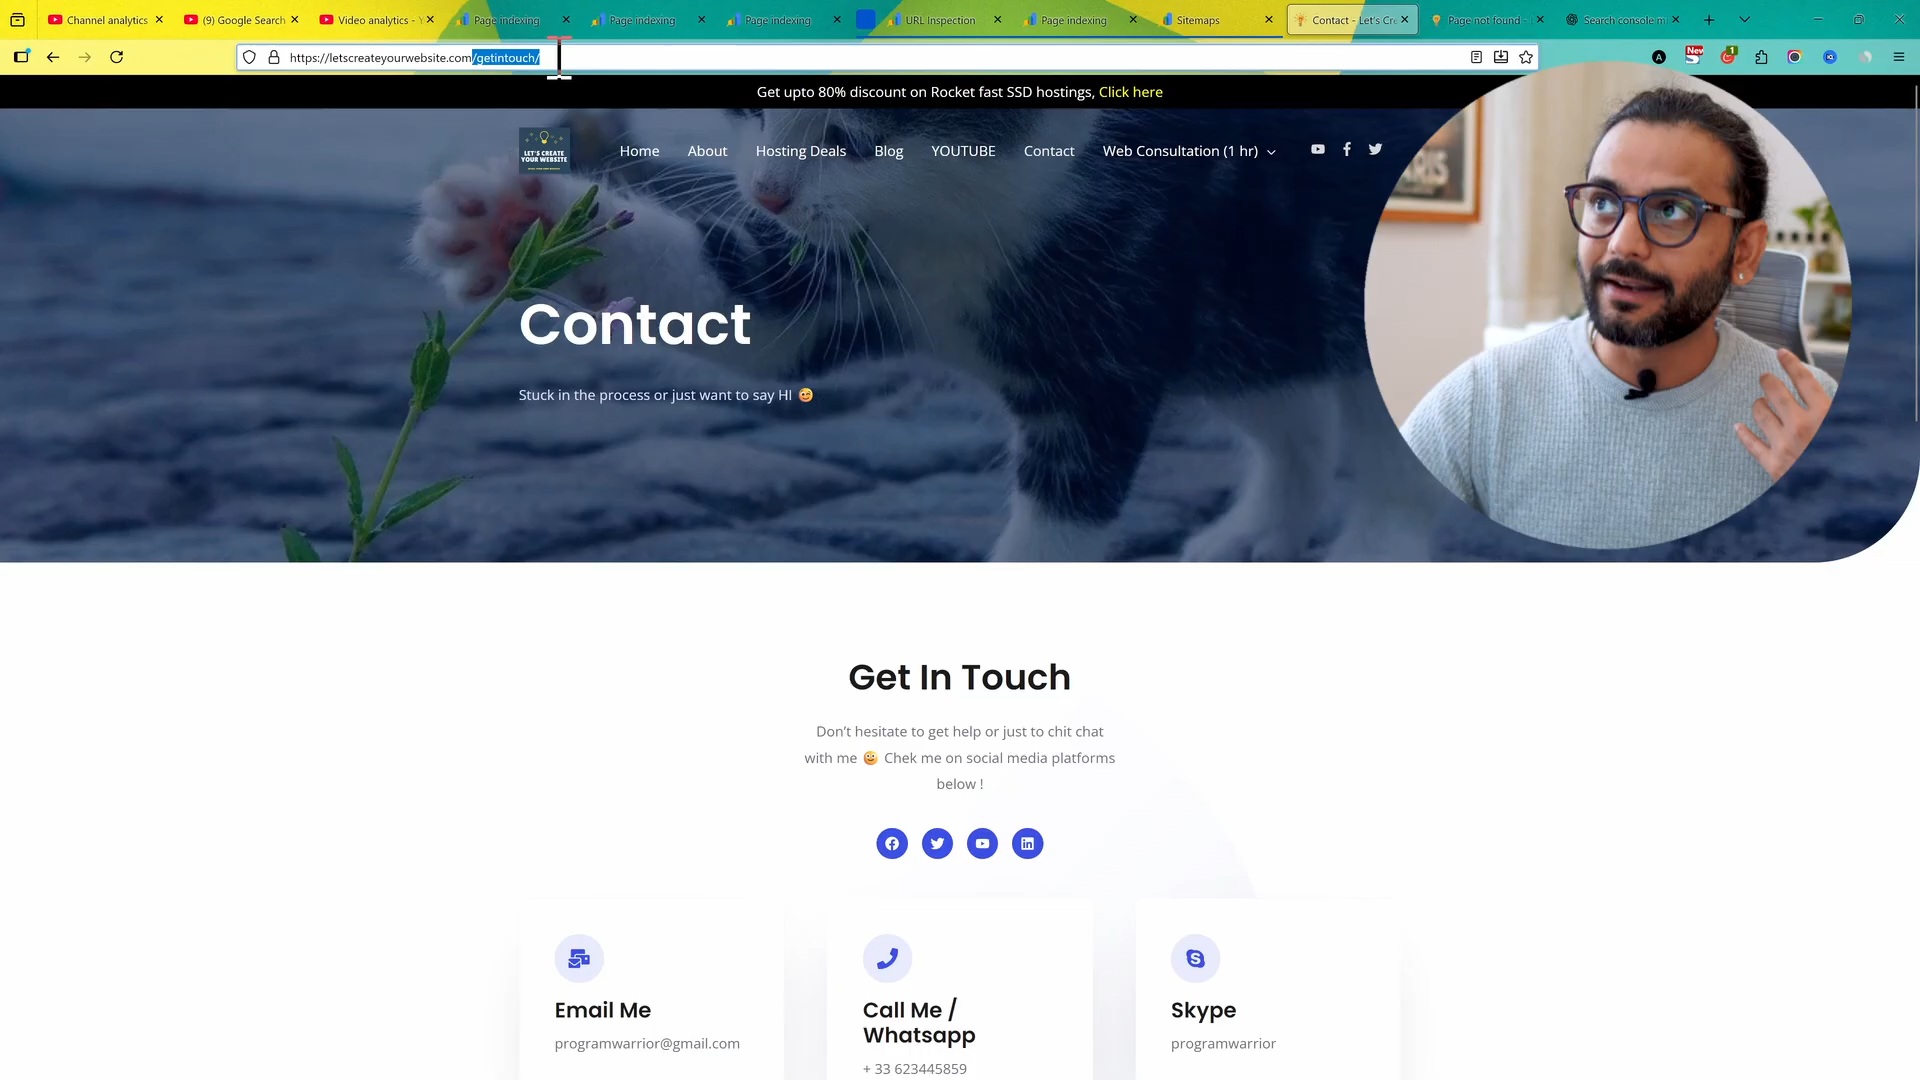 Channel analytics
(9) Google Search
Video analytics - Y
Page indexing
Page indexing
Page indexing
URL Inspection
Page indexing
Sitemaps
Contact - Let's Cre
Page not found -
Search console m
https://letscreateyourwebsite.com/getintouch/
A
New
1
Get upto 80% discount on Rocket fast SSD hostings, Click here
LET'S CREATE
YOUR WEBSITE
Home
About
Hosting Deals
Blog
YOUTUBE
Contact
Web Consultation (1 hr)
Contact
Stuck in the process or just want to say HI
Get In Touch
Don't hesitate to get help or just to chit chat
with me Chek me on social media platforms
below !
Email Me
programwarrior@gmail.com
Call Me /
Whatsapp
+ 33 623445859
Skype
programwarrior